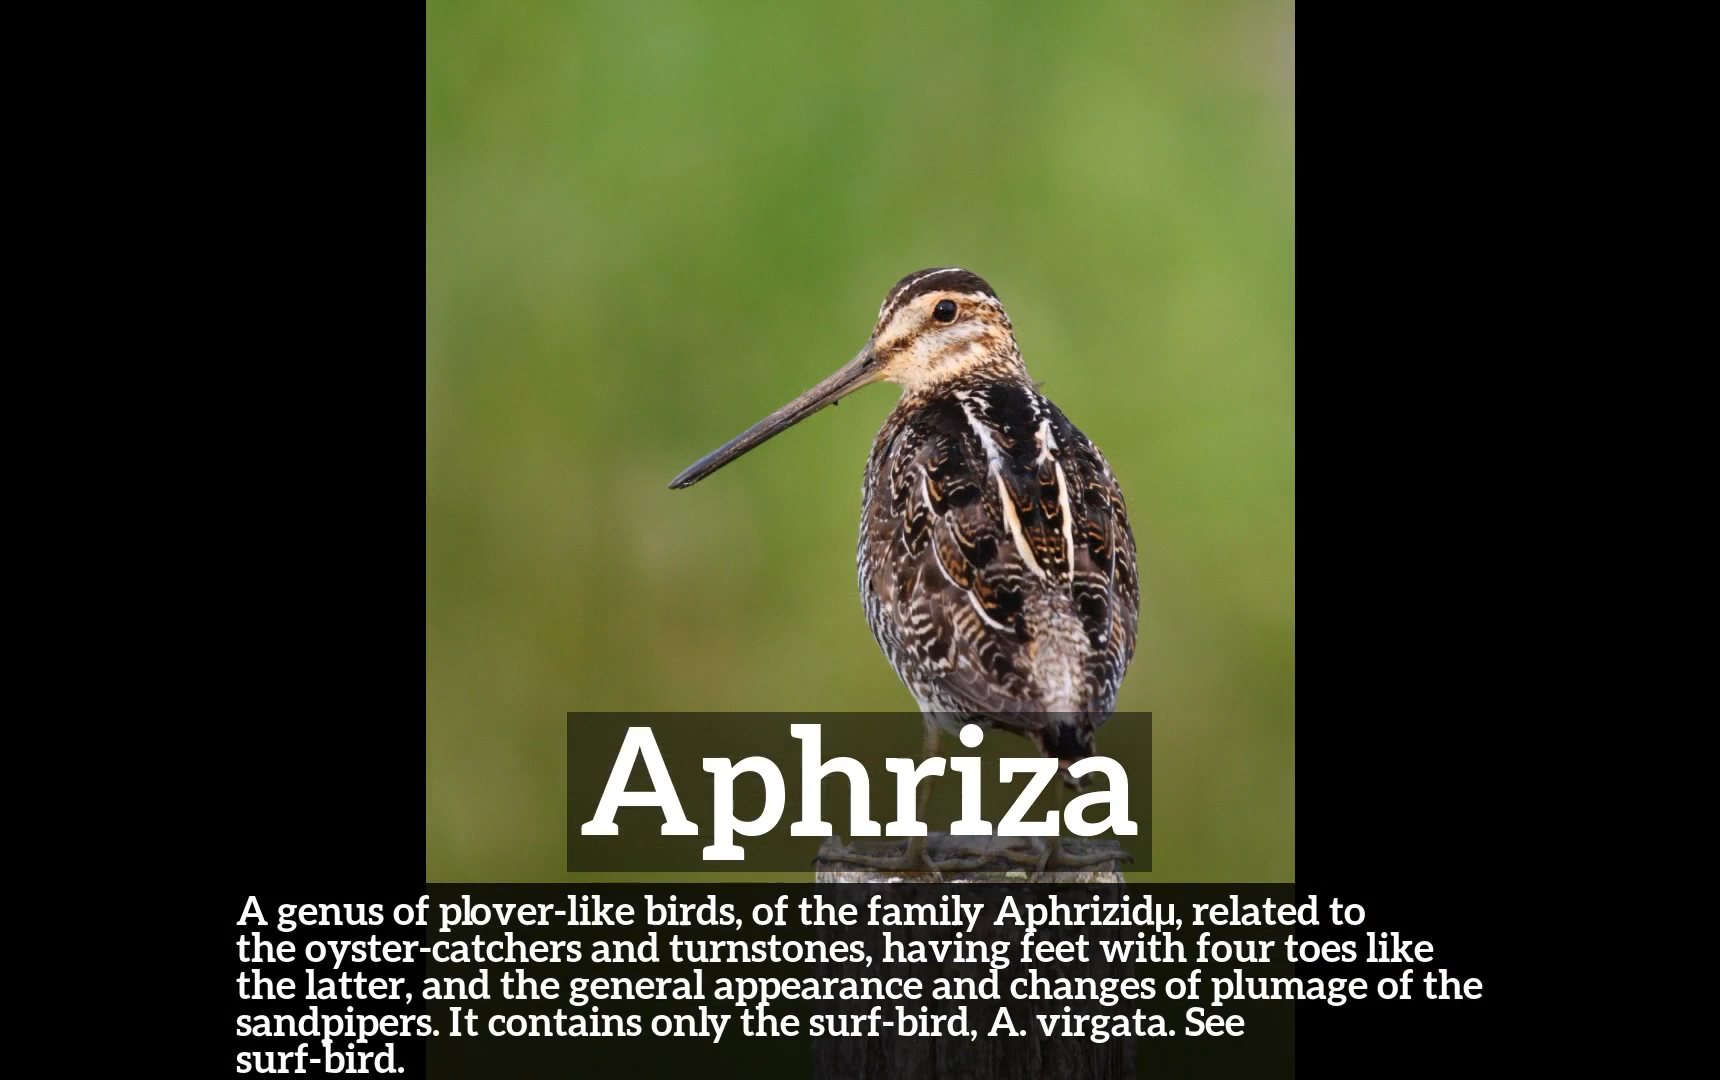 Aphriza
A genus of plover-like birds, of the family Aphrizidµ, related to
the oyster-catchers and turnstones, having feet with four toes like
the latter, and the general appearance and changes of plumage of the
sandpipers. It contains only the surf-bird, A. virgata. See
surf-bird.